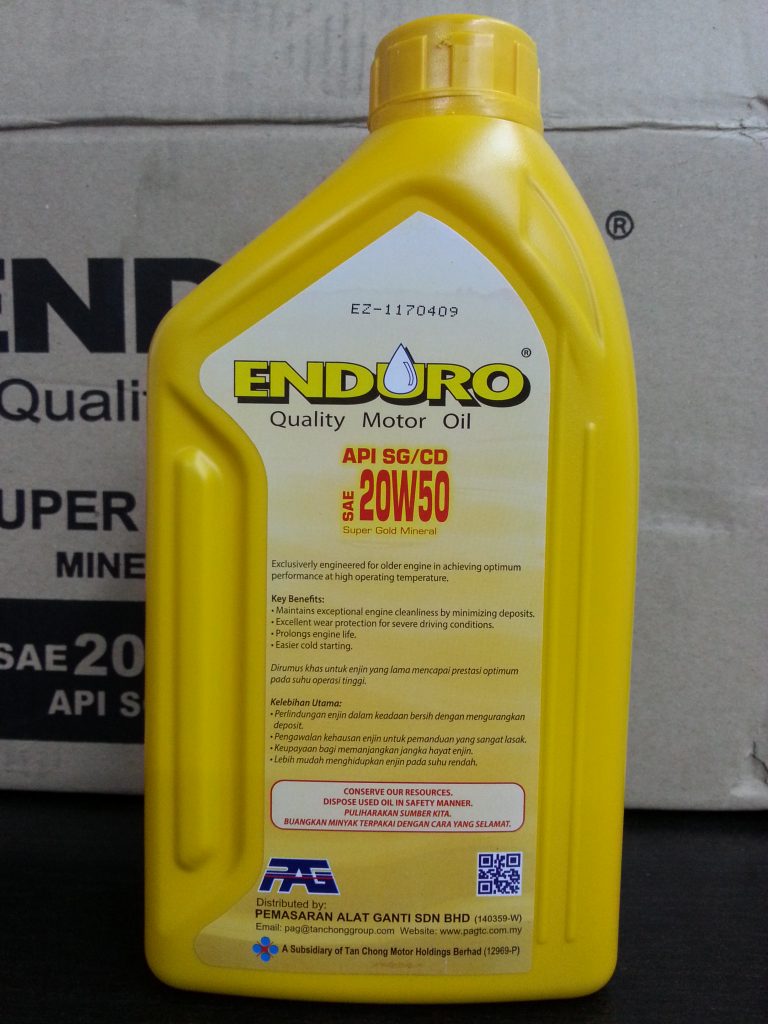 ®
END
Quali
UPER
MINE
SAE 20
API S
EZ-1170409
ENDURO®
Quality Motor Oil
API SG/CD
SAE 20W50
Super Gold Mineral
Exclusiverly engineered for older engine in achieving optimum
performance at high operating temperature.
Key Benefits:
• Maintains exceptional engine cleanliness by minimizing deposits.
• Excellent wear protection for severe driving conditions.
• Prolongs engine life.
• Easier cold starting.
Dirumus khas untuk enjin yang lama mencapai prestasi optimum
pada suhu operasi tinggi.
Kelebihan Utama:
• Perlindungan enjin dalam keadaan bersih dengan mengurangkan
deposit.
• Pengawalan kehausan enjin untuk pemanduan yang sangat lasak.
• Keupayaan bagi memanjangkan jangka hayat enjin.
• Lebih mudah menghidupkan enjin pada suhu rendah.
CONSERVE OUR RESOURCES.
DISPOSE USED OIL IN SAFETY MANNER.
PULIHARAKAN SUMBER KITA.
BUANGKAN MINYAK TERPAKAI DENGAN CARA YANG SELAMAT.
PAG
Distributed by:
PEMASARAN ALAT GANTI SDN BHD (140359-W)
Email: pag@tanchonggroup.com Website: www.pagtc.com.my
A Subsidiary of Tan Chong Motor Holdings Berhad (12969-P)